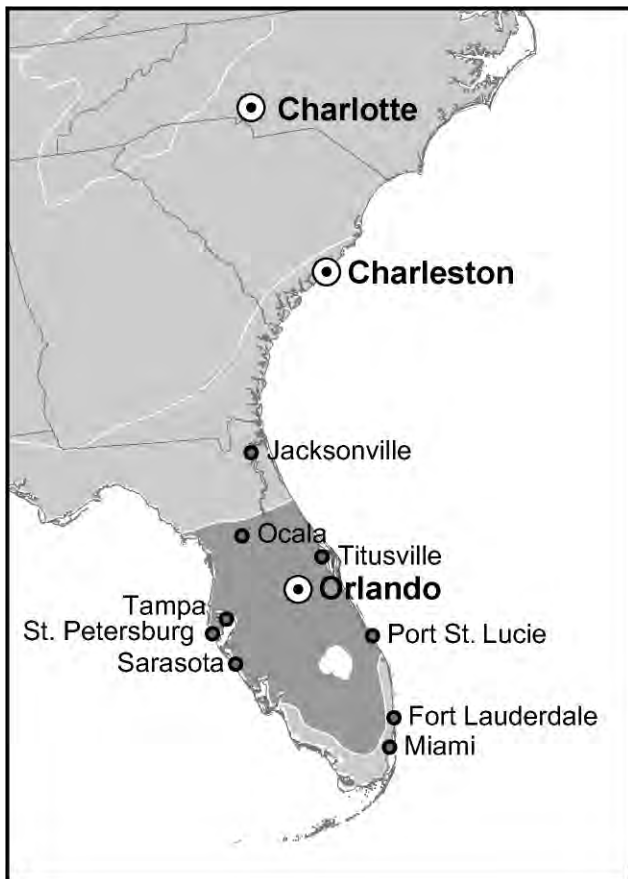 Charlotte
Charleston
Jacksonville
Ocala
Titusville
Orlando
Tampa
St. Petersburg
Port St. Lucie
Sarasota
Fort Lauderdale
Miami